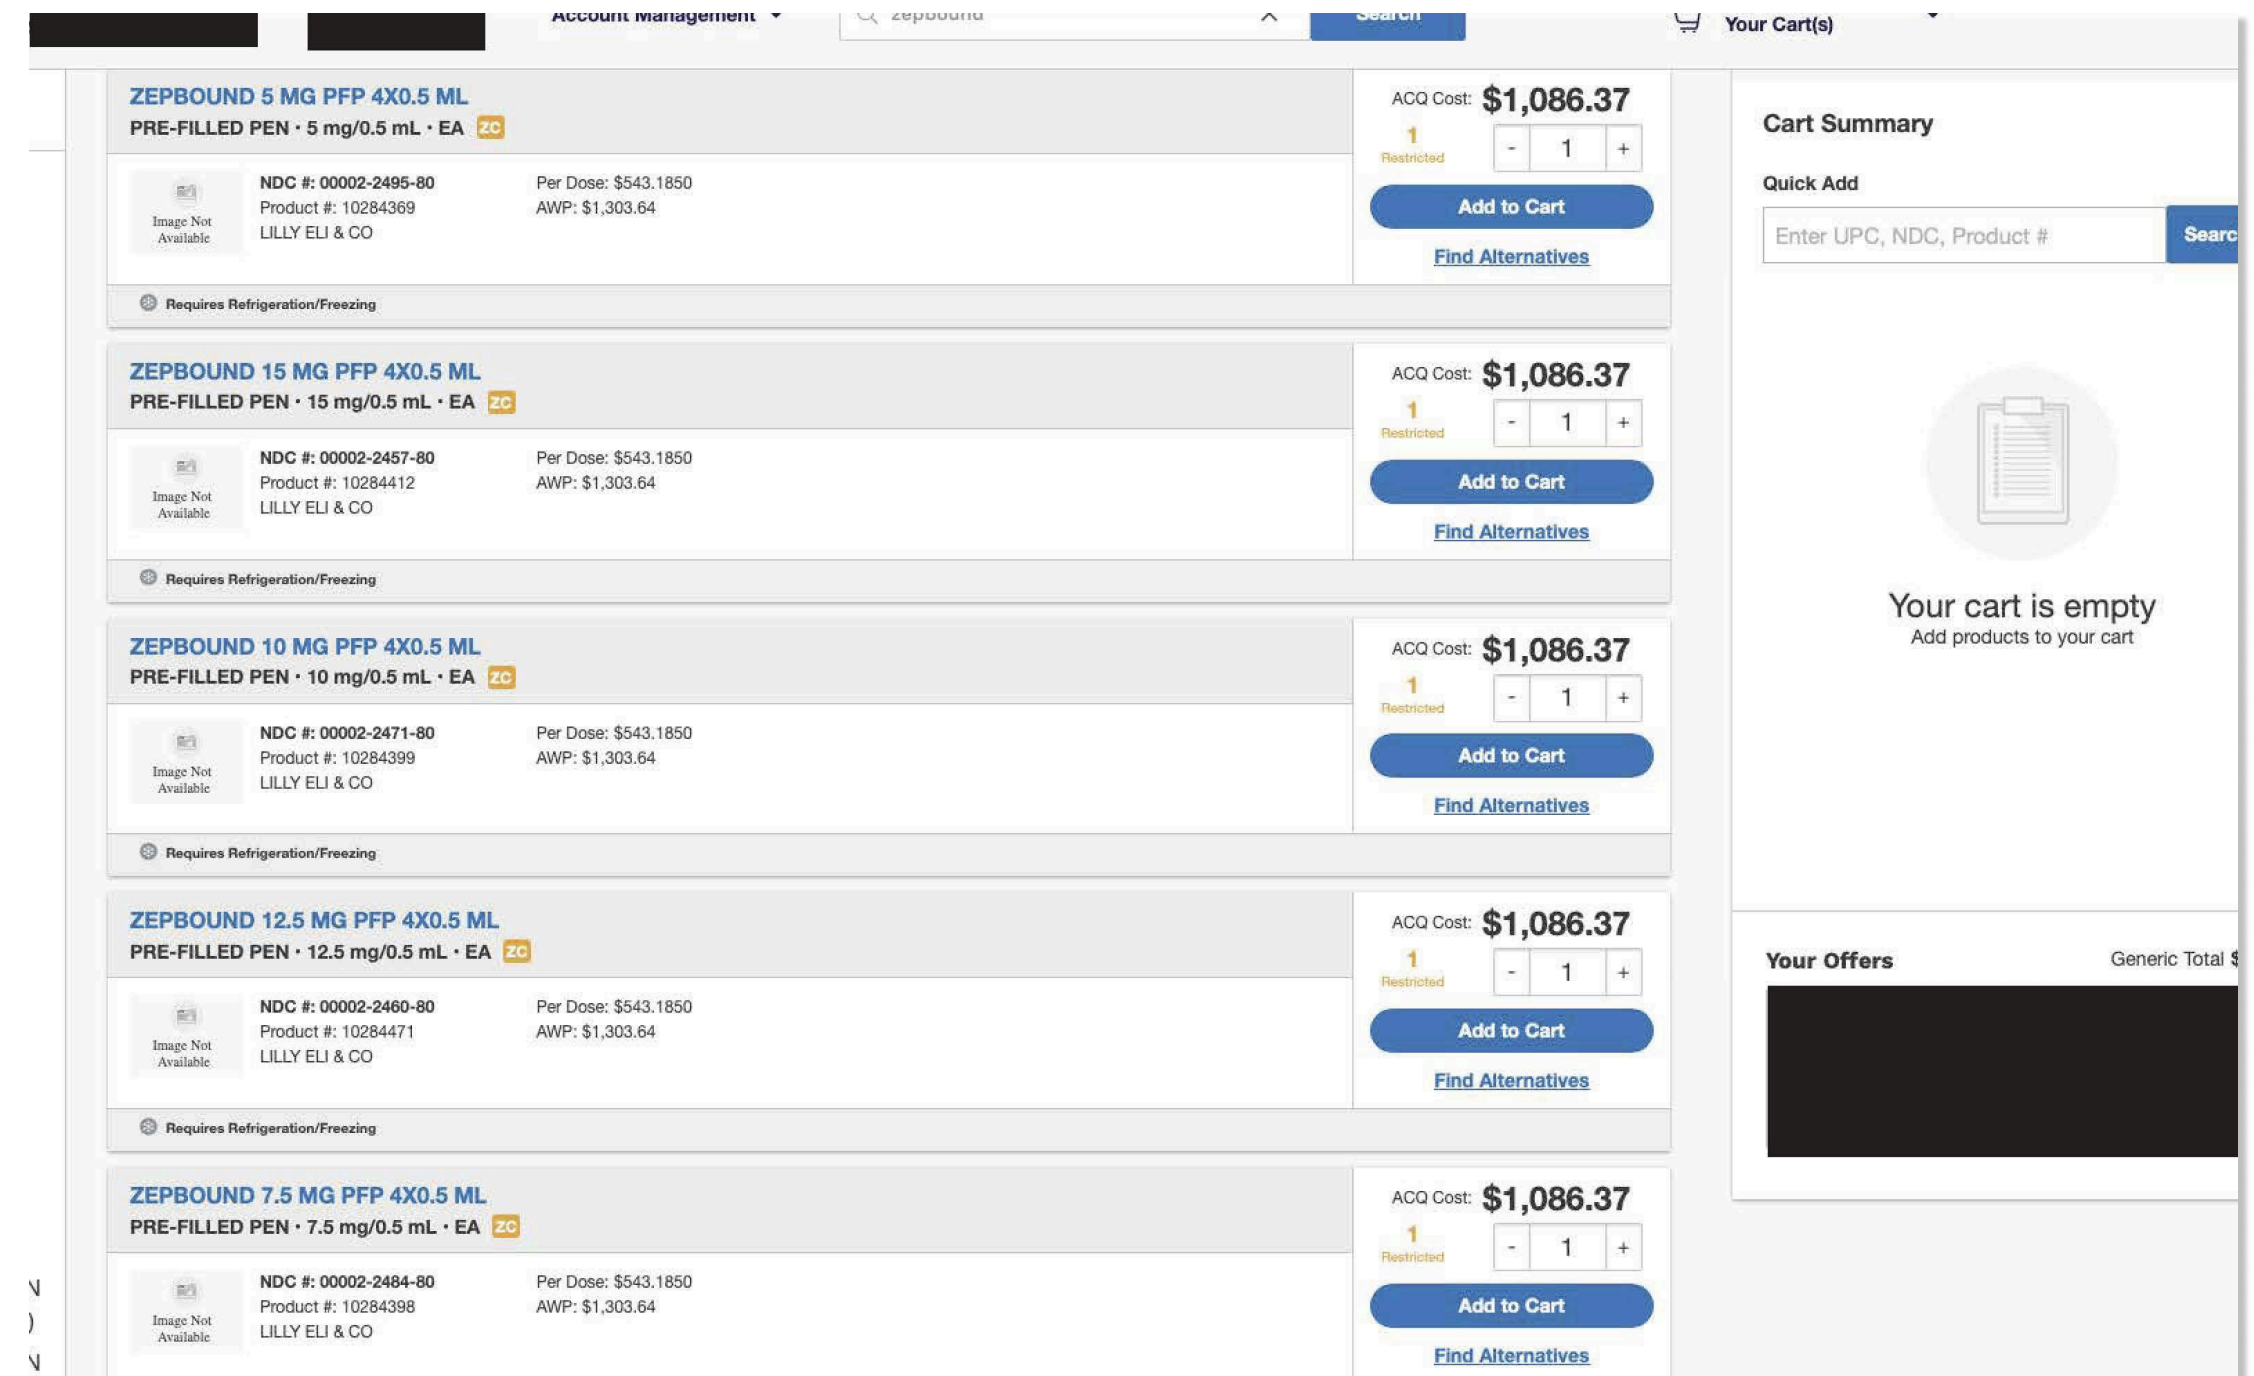 Account Management
zepbound
Search
Your Cart(s)
ZEPBOUND 5 MG PFP 4X0.5 ML
PRE-FILLED PEN · 5 mg/0.5 mL · EA ZC
ACQ Cost: $1,086.37
1
Restricted
- 1 +
Image Not
Available
NDC #: 00002-2495-80
Product #: 10284369
LILLY ELI & CO
Per Dose: $543.1850
AWP: $1,303.64
Add to Cart
Find Alternatives
Requires Refrigeration/Freezing
ZEPBOUND 15 MG PFP 4X0.5 ML
PRE-FILLED PEN · 15 mg/0.5 mL · EA ZC
ACQ Cost: $1,086.37
1
Restricted
- 1 +
Image Not
Available
NDC #: 00002-2457-80
Product #: 10284412
LILLY ELI & CO
Per Dose: $543.1850
AWP: $1,303.64
Add to Cart
Find Alternatives
Requires Refrigeration/Freezing
ZEPBOUND 10 MG PFP 4X0.5 ML
PRE-FILLED PEN · 10 mg/0.5 mL · EA ZC
ACQ Cost: $1,086.37
1
Restricted
- 1 +
Image Not
Available
NDC #: 00002-2471-80
Product #: 10284399
LILLY ELI & CO
Per Dose: $543.1850
AWP: $1,303.64
Add to Cart
Find Alternatives
Requires Refrigeration/Freezing
ZEPBOUND 12.5 MG PFP 4X0.5 ML
PRE-FILLED PEN · 12.5 mg/0.5 mL · EA ZC
ACQ Cost: $1,086.37
1
Restricted
- 1 +
Image Not
Available
NDC #: 00002-2460-80
Product #: 10284471
LILLY ELI & CO
Per Dose: $543.1850
AWP: $1,303.64
Add to Cart
Find Alternatives
Requires Refrigeration/Freezing
ZEPBOUND 7.5 MG PFP 4X0.5 ML
PRE-FILLED PEN · 7.5 mg/0.5 mL · EA ZC
ACQ Cost: $1,086.37
1
Restricted
- 1 +
Image Not
Available
NDC #: 00002-2484-80
Product #: 10284398
LILLY ELI & CO
Per Dose: $543.1850
AWP: $1,303.64
Add to Cart
Find Alternatives
Cart Summary
Quick Add
Enter UPC, NDC, Product #
Searc
Your cart is empty
Add products to your cart
Your Offers
Generic Total $
N
)
N